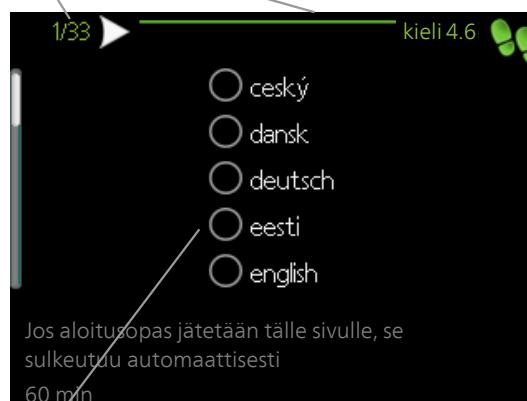 1/33
kieli 4.6
ceský
dansk
deutsch
eesti
english
Jos aloitusopas jätetään tälle sivulle, se
sulkeutuu automaattisesti
60 min